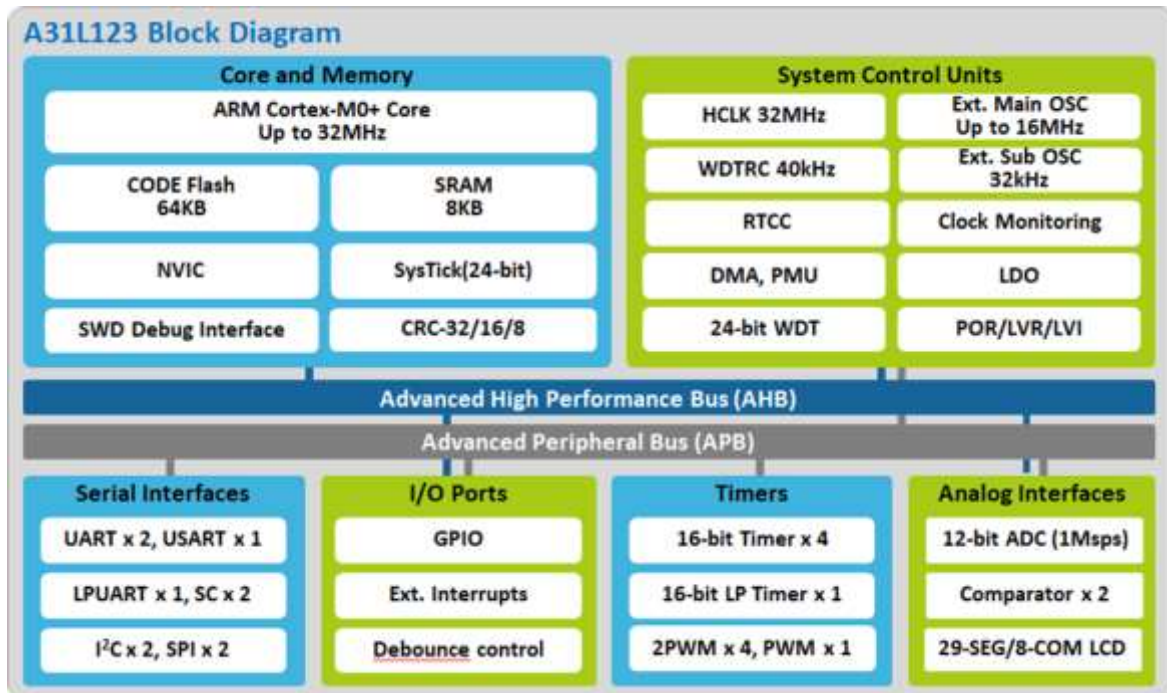 A31L123 Block Diagram
Core and Memory
ARM Cortex-M0+ Core
Up to 32MHz
CODE Flash
64KB
SRAM
8KB
NVIC
SysTick(24-bit)
SWD Debug Interface
CRC-32/16/8
System Control Units
HCLK 32MHz
Ext. Main OSC
Up to 16MHz
WDTRC 40kHz
Ext. Sub OSC
32kHz
RTCC
Clock Monitoring
DMA, PMU
LDO
24-bit WDT
POR/LVR/LVI
Advanced High Performance Bus (AHB)
Advanced Peripheral Bus (APB)
Serial Interfaces
UART x 2, USART x 1
LPUART x 1, SC x 2
I²C x 2, SPI x 2
I/O Ports
GPIO
Ext. Interrupts
Debounce control
Timers
16-bit Timer x 4
16-bit LP Timer x 1
2PWM x 4, PWM x 1
Analog Interfaces
12-bit ADC (1Msps)
Comparator x 2
29-SEG/8-COM LCD